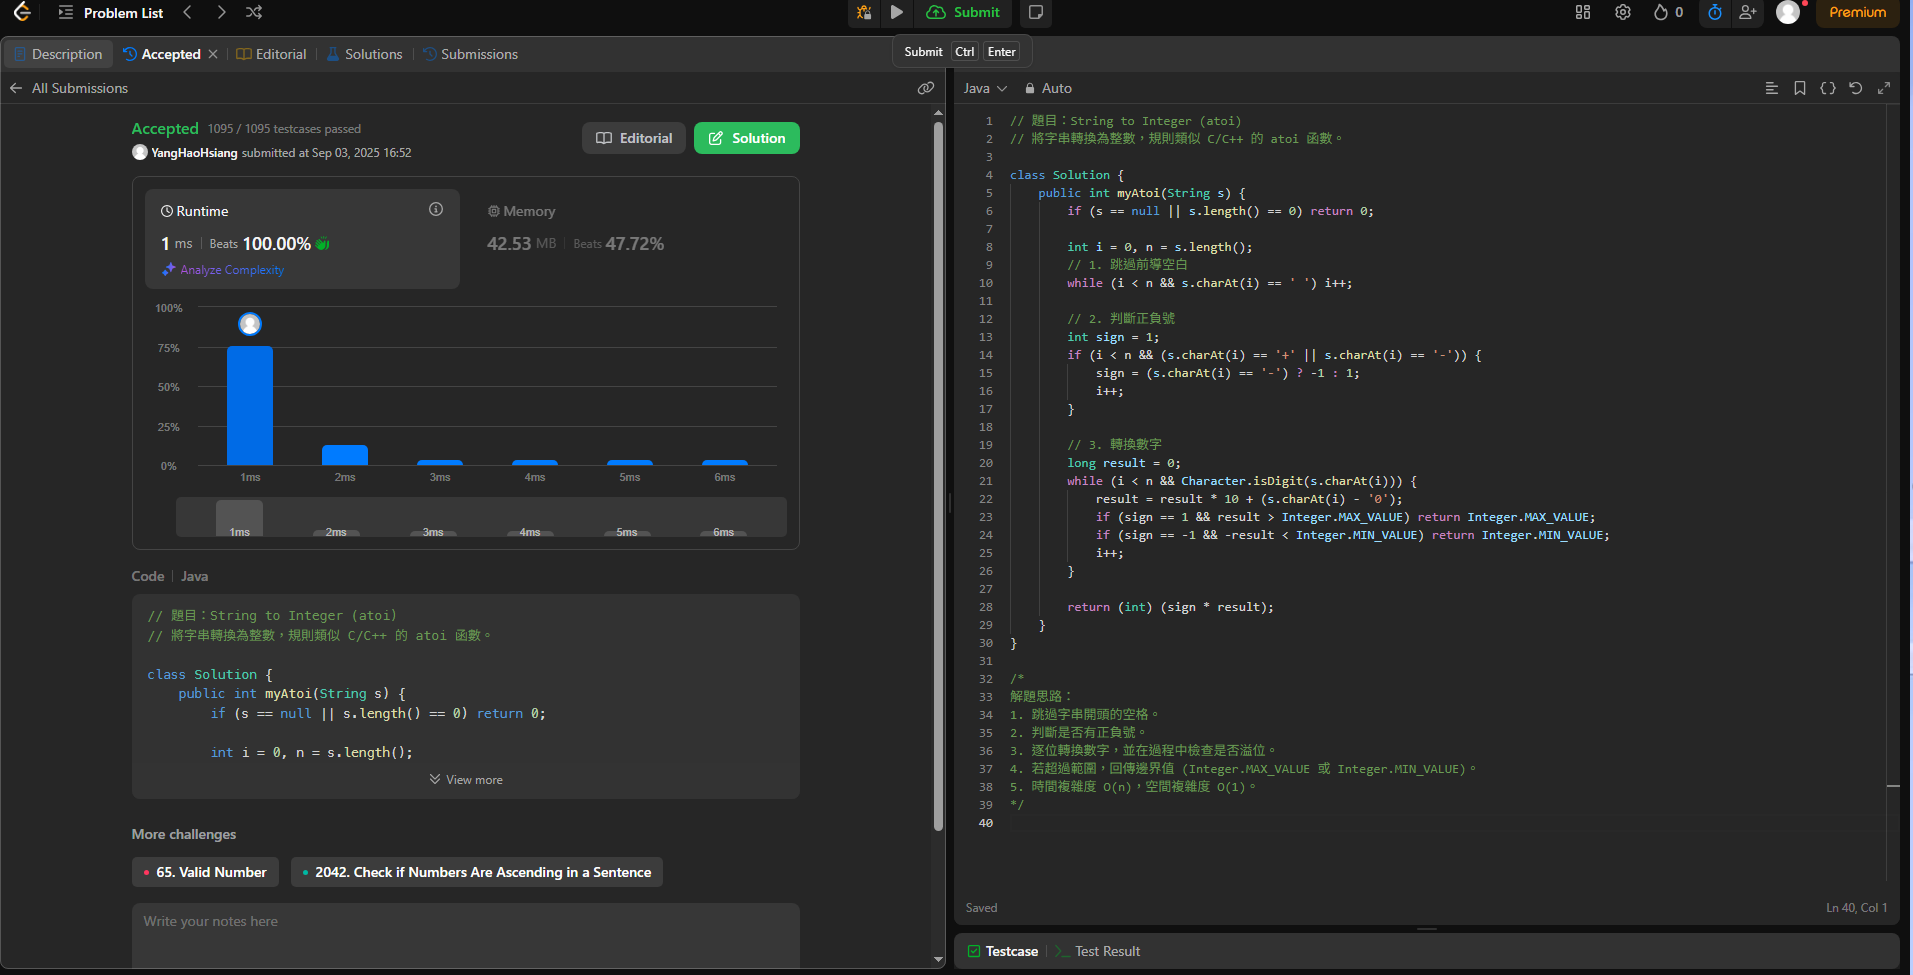 Problem List
Submit
0
Premium
Description
Accepted
Editorial
Solutions
Submissions
Submit Ctrl Enter
All Submissions
Accepted 1095 / 1095 testcases passed
YangHaoHsiang submitted at Sep 03, 2025 16:52
Editorial
Solution
Runtime
1 ms Beats 100.00%
Analyze Complexity
Memory
42.53 MB Beats 47.72%
100%
75%
50%
25%
0%
1ms 2ms 3ms 4ms 5ms 6ms
1ms 2ms 3ms 4ms 5ms 6ms
Code Java
// 題目：String to Integer (atoi)
// 將字串轉換為整數，規則類似 C/C++ 的 atoi 函數。
class Solution {
public int myAtoi(String s) {
if (s == null || s.length() == 0) return 0;
int i = 0, n = s.length();
View more
More challenges
65. Valid Number
2042. Check if Numbers Are Ascending in a Sentence
Write your notes here
Java Auto
1 // 題目：String to Integer (atoi)
2 // 將字串轉換為整數，規則類似 C/C++ 的 atoi 函數。
3
4 class Solution {
5 public int myAtoi(String s) {
6 if (s == null || s.length() == 0) return 0;
7
8 int i = 0, n = s.length();
9 // 1. 跳過前導空白
10 while (i < n && s.charAt(i) == ' ') i++;
11
12 // 2. 判斷正負號
13 int sign = 1;
14 if (i < n && (s.charAt(i) == '+' || s.charAt(i) == '-')) {
15 sign = (s.charAt(i) == '-') ? -1 : 1;
16 i++;
17 }
18
19 // 3. 轉換數字
20 long result = 0;
21 while (i < n && Character.isDigit(s.charAt(i))) {
22 result = result * 10 + (s.charAt(i) - '0');
23 if (sign == 1 && result > Integer.MAX_VALUE) return Integer.MAX_VALUE;
24 if (sign == -1 && -result < Integer.MIN_VALUE) return Integer.MIN_VALUE;
25 i++;
26 }
27
28 return (int) (sign * result);
29 }
30 }
31
32 /*
33 解題思路：
34 1. 跳過字串開頭的空格。
35 2. 判斷是否有正負號。
36 3. 逐位轉換數字，並在過程中檢查是否溢位。
37 4. 若超過範圍，回傳邊界值 (Integer.MAX_VALUE 或 Integer.MIN_VALUE)。
38 5. 時間複雜度 O(n)，空間複雜度 O(1)。
39 */
40
Saved
Ln 40, Col 1
Testcase
Test Result